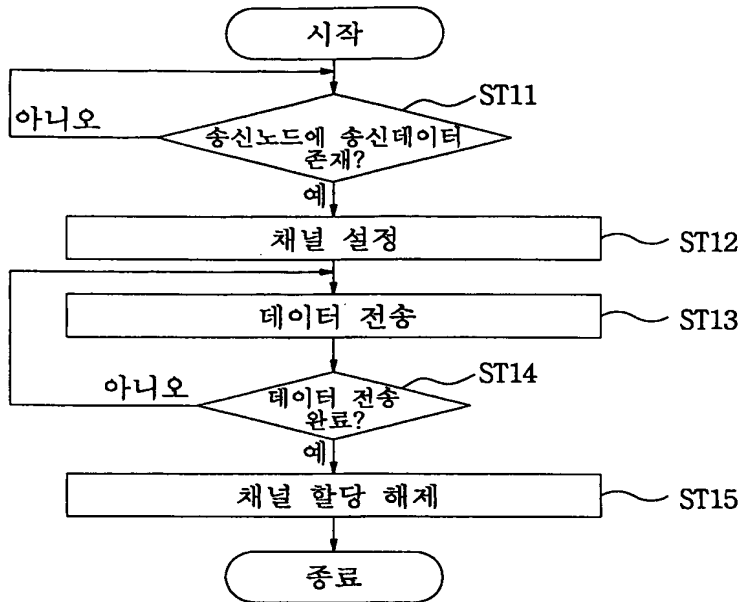 시작
ST11
아니오
송신노드에 송신데이터
존재?
예
채널 설정
ST12
데이터 전송
ST13
아니오
ST14
데이터 전송
완료?
예
채널 할당 해제
ST15
종료